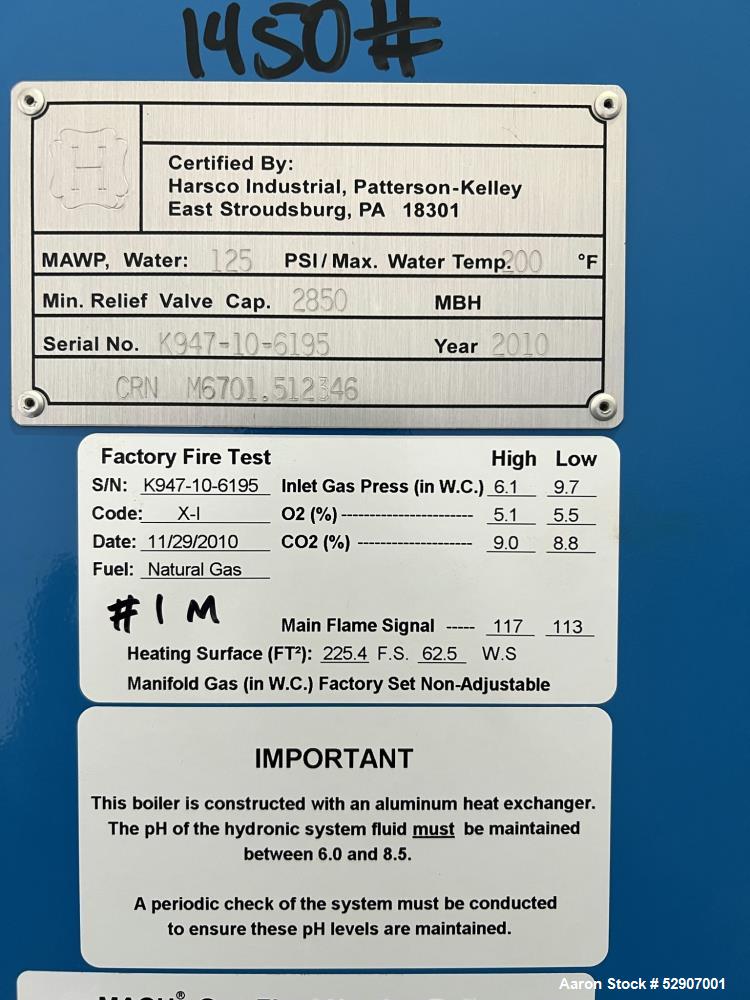 1450#
H
Certified By:
Harsco Industrial, Patterson-Kelley
East Stroudsburg, PA 18301
MAWP, Water: 125 PSI/Max. Water Temp. 200 °F
Min. Relief Valve Cap. 2850 MBH
Serial No. K947-10-6195 Year 2010
CRN M6701.512346
Factory Fire Test High Low
S/N: K947-10-6195 Inlet Gas Press (in W.C.) 6.1 9.7
Code: X-I O2 (%) ----------------------- 5.1 5.5
Date: 11/29/2010 CO2 (%) -------------------- 9.0 8.8
Fuel: Natural Gas
#1 M
Main Flame Signal ----- 117 113
Heating Surface (FT²): 225.4 F.S. 62.5 W.S
Manifold Gas (in W.C.) Factory Set Non-Adjustable
IMPORTANT
This boiler is constructed with an aluminum heat exchanger.
The pH of the hydronic system fluid must be maintained
between 6.0 and 8.5.
A periodic check of the system must be conducted
to ensure these pH levels are maintained.
Aaron Stock # 52907001